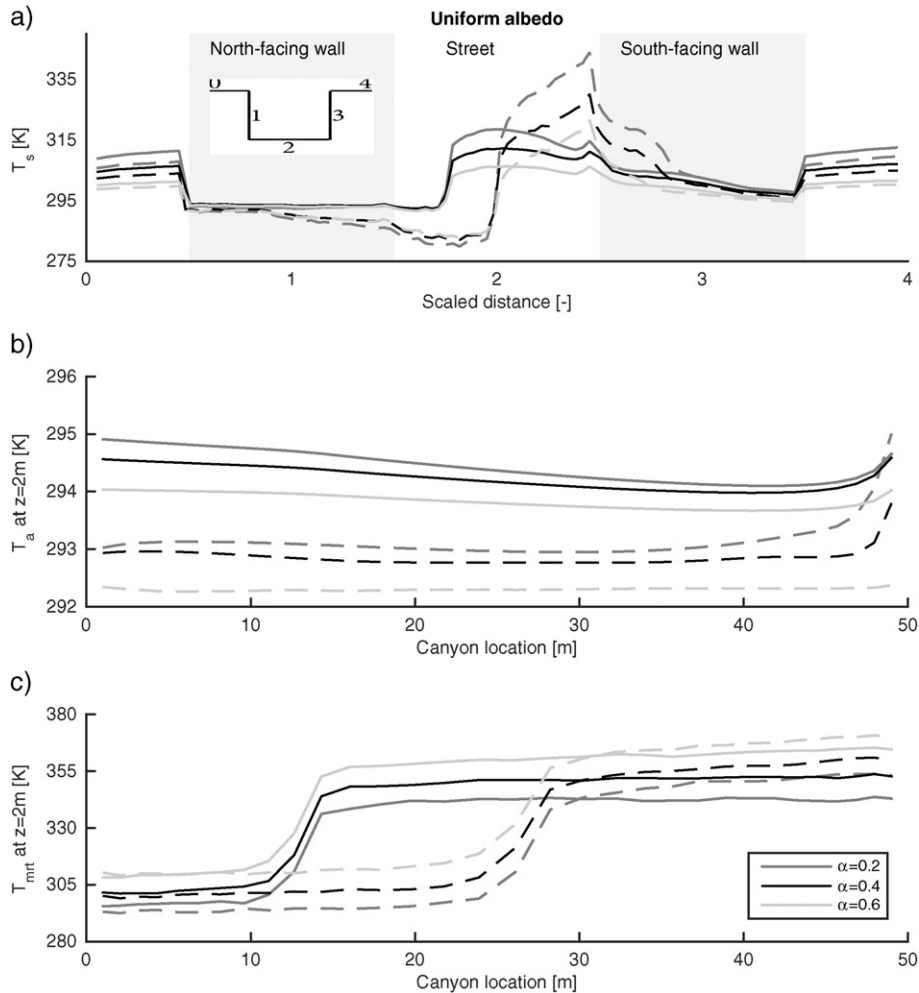 a)
Uniform albedo
North-facing wall
Street
South-facing wall
0
4
1
3
2
335
315
295
275
T_s [K]
0
1
2
3
4
Scaled distance [-]
b)
296
295
294
293
292
T_a at z=2m [K]
0
10
20
30
40
50
Canyon location [m]
c)
380
355
330
305
280
T_mrt at z=2m [K]
α=0.2
α=0.4
α=0.6
0
10
20
30
40
50
Canyon location [m]